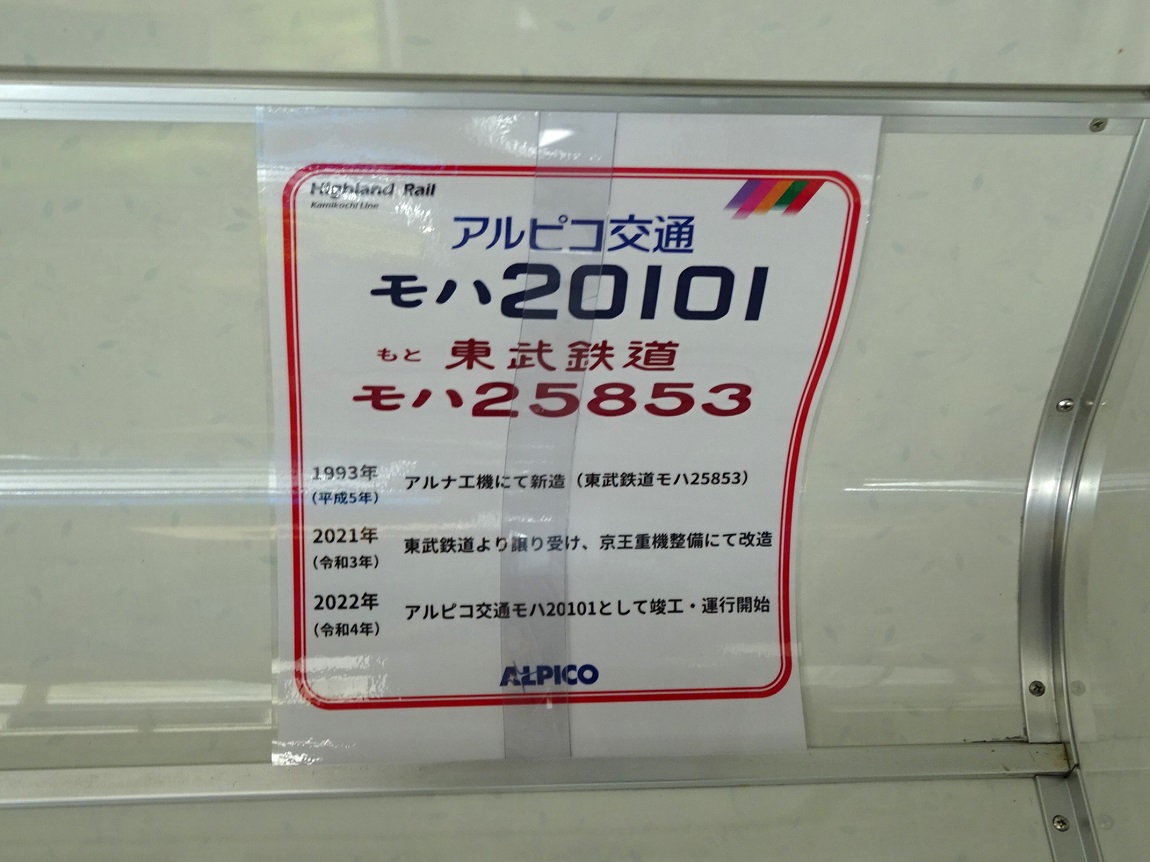 Highland Rail
Kamikochi Line
アルピコ交通
モハ20101
もと 東武鉄道
モハ25853
1993年
(平成5年)
アルナ工機にて新造(東武鉄道モハ25853)
2021年
(令和3年)
東武鉄道より譲り受け、京王重機整備にて改造
2022年
(令和4年)
アルピコ交通モハ20101として竣工・運行開始
ALPICO